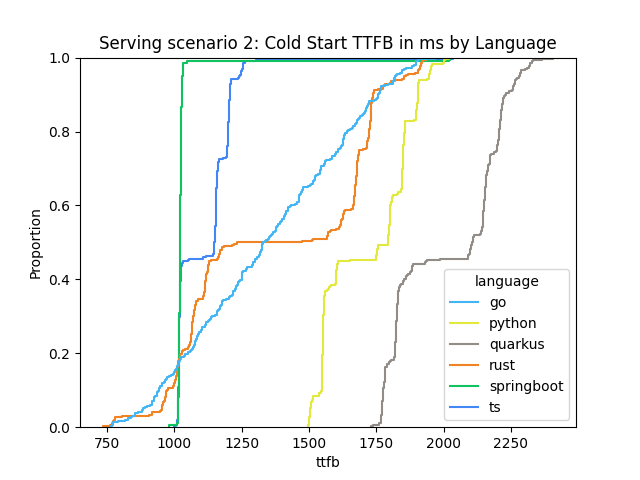 Serving scenario 2: Cold Start TTFB in ms by Language
1.0
0.8
0.6
0.4
0.2
0.0
Proportion
language
go
python
quarkus
rust
springboot
ts
750 1000 1250 1500 1750 2000 2250
ttfb